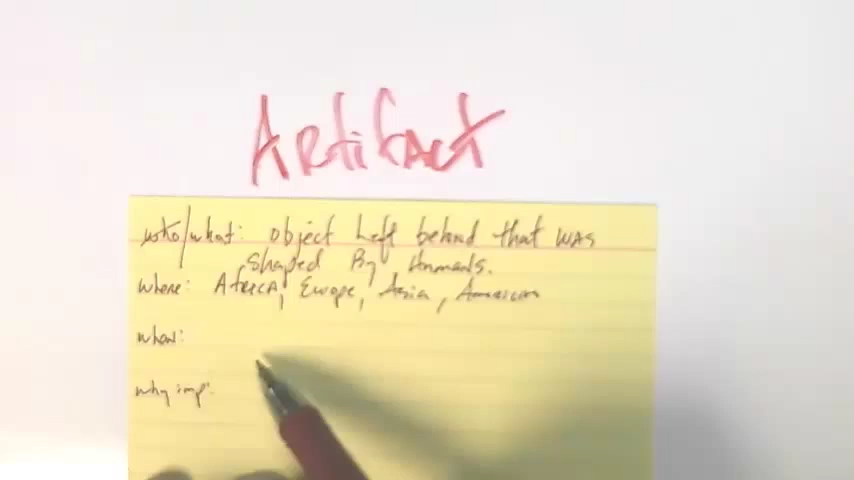 Artifact
who/what: object left behind that was
shaped By Humans.
where: Africa, Europe, Asia, Americas
when:
why imp: